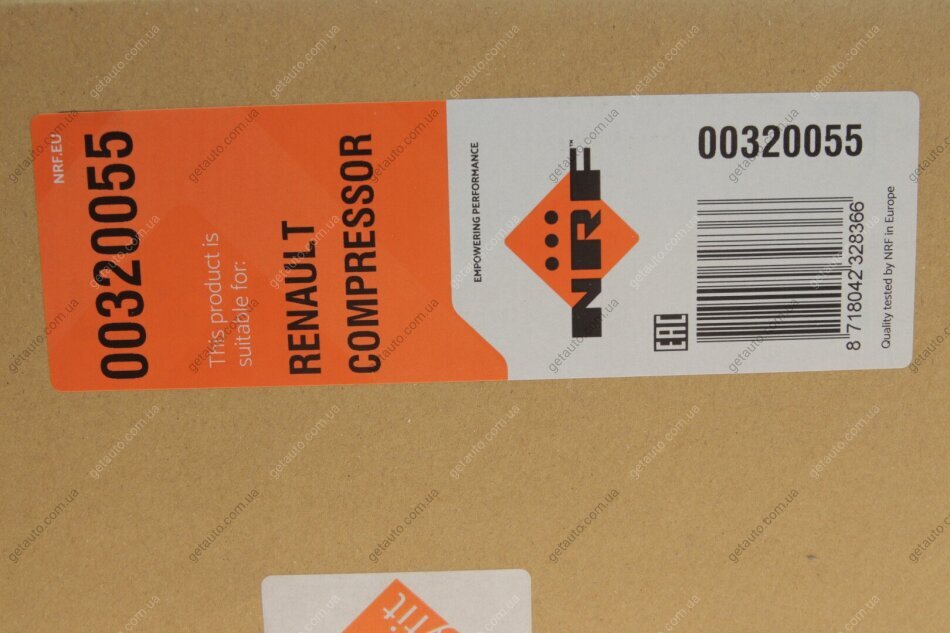 NRF.EU
00320055
This product is
suitable for:
RENAULT
COMPRESSOR
EMPOWERING PERFORMANCE
NRF™
00320055
EAC
8 718042 328366
Quality tested by NRF in Europe
getauto.com.ua